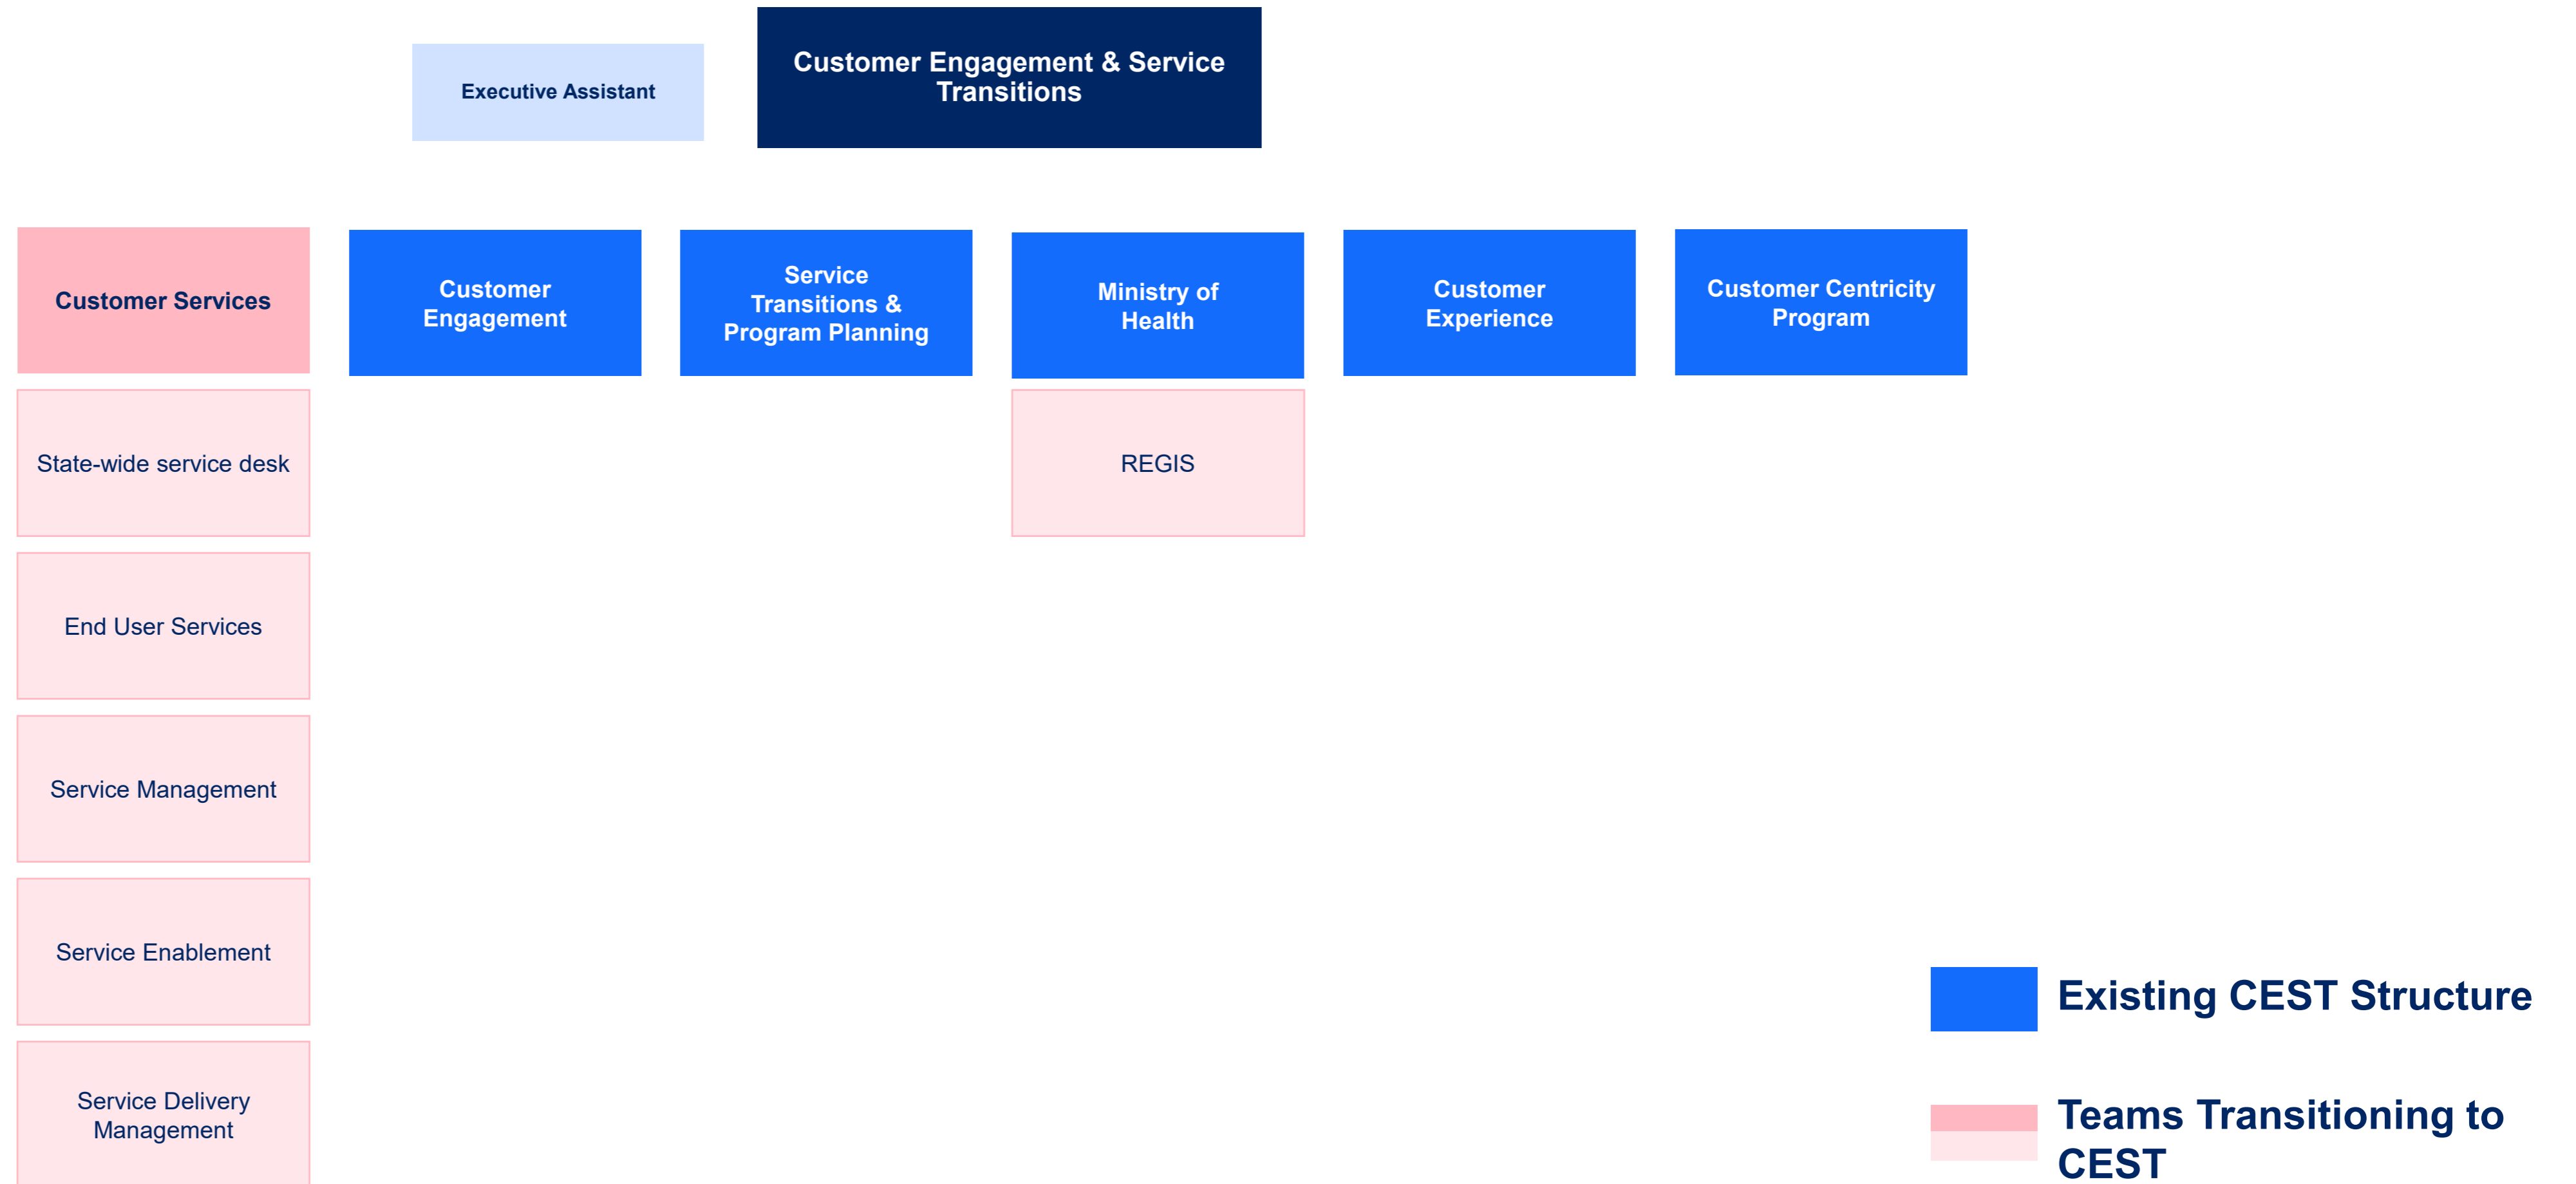 Executive Assistant
Customer Engagement & Service
Transitions
Customer Services
Customer
Engagement
Service
Transitions &
Program Planning
Ministry of
Health
Customer
Experience
Customer Centricity
Program
State-wide service desk
REGIS
End User Services
Service Management
Service Enablement
Service Delivery
Management
Existing CEST Structure
Teams Transitioning to
CEST